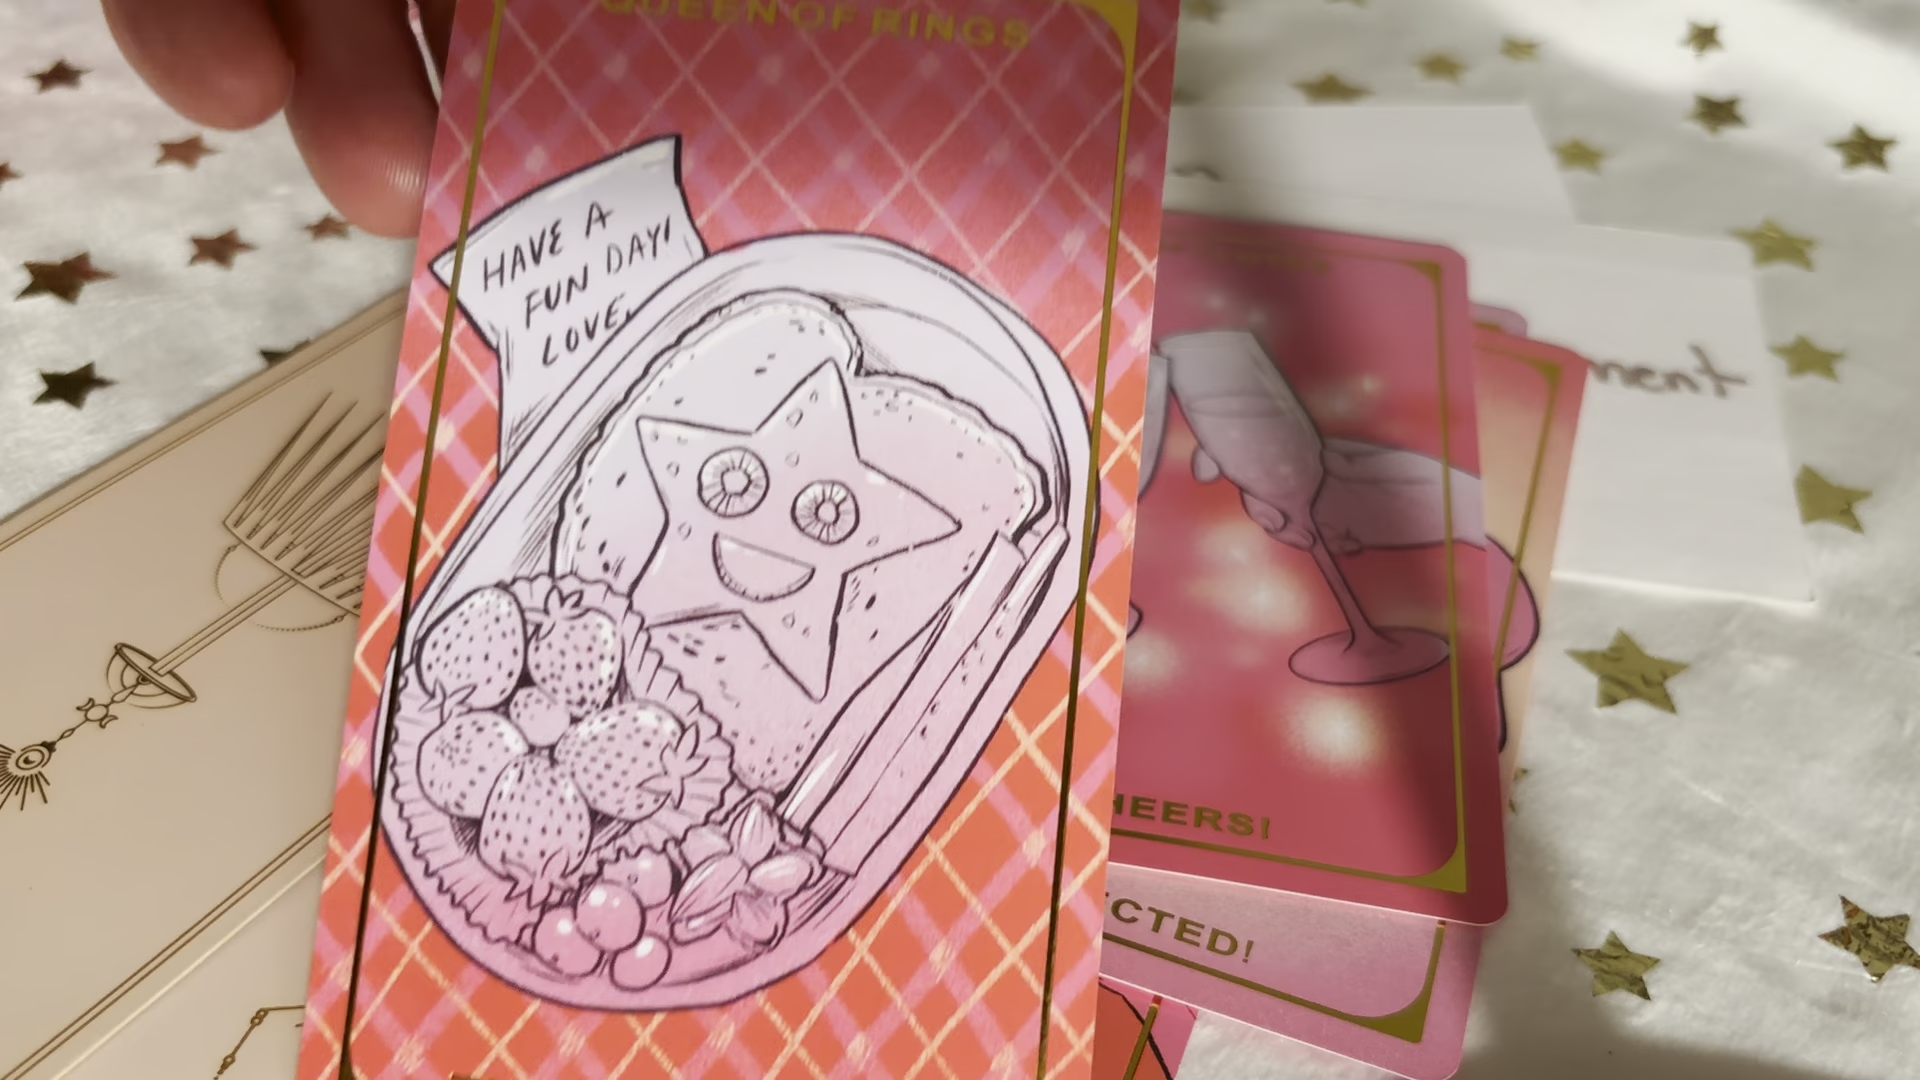 QUEEN OF RINGS
HAVE A
FUN DAY!
LOVE,
ment
HEERS!
CTED!